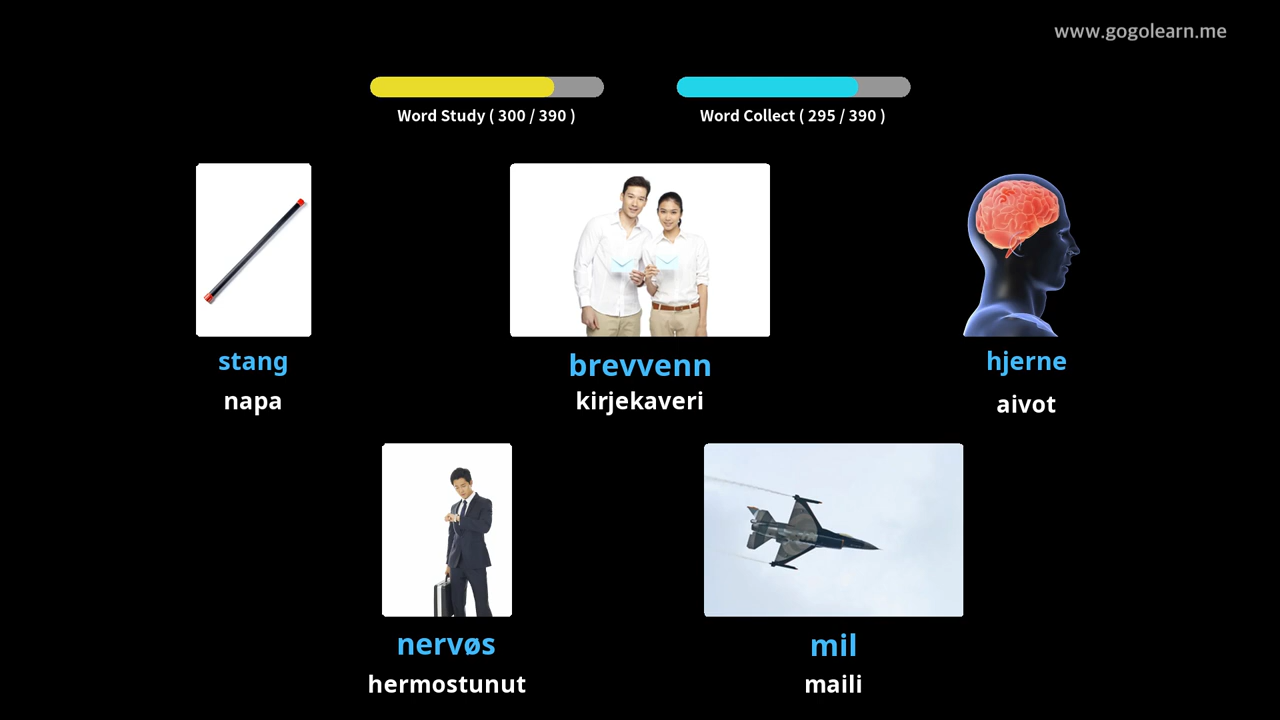 www.gogolearn.me
Word Study ( 300 / 390 )
Word Collect ( 295 / 390 )
stang
napa
brevvenn
kirjekaveri
hjerne
aivot
nervøs
hermostunut
mil
maili